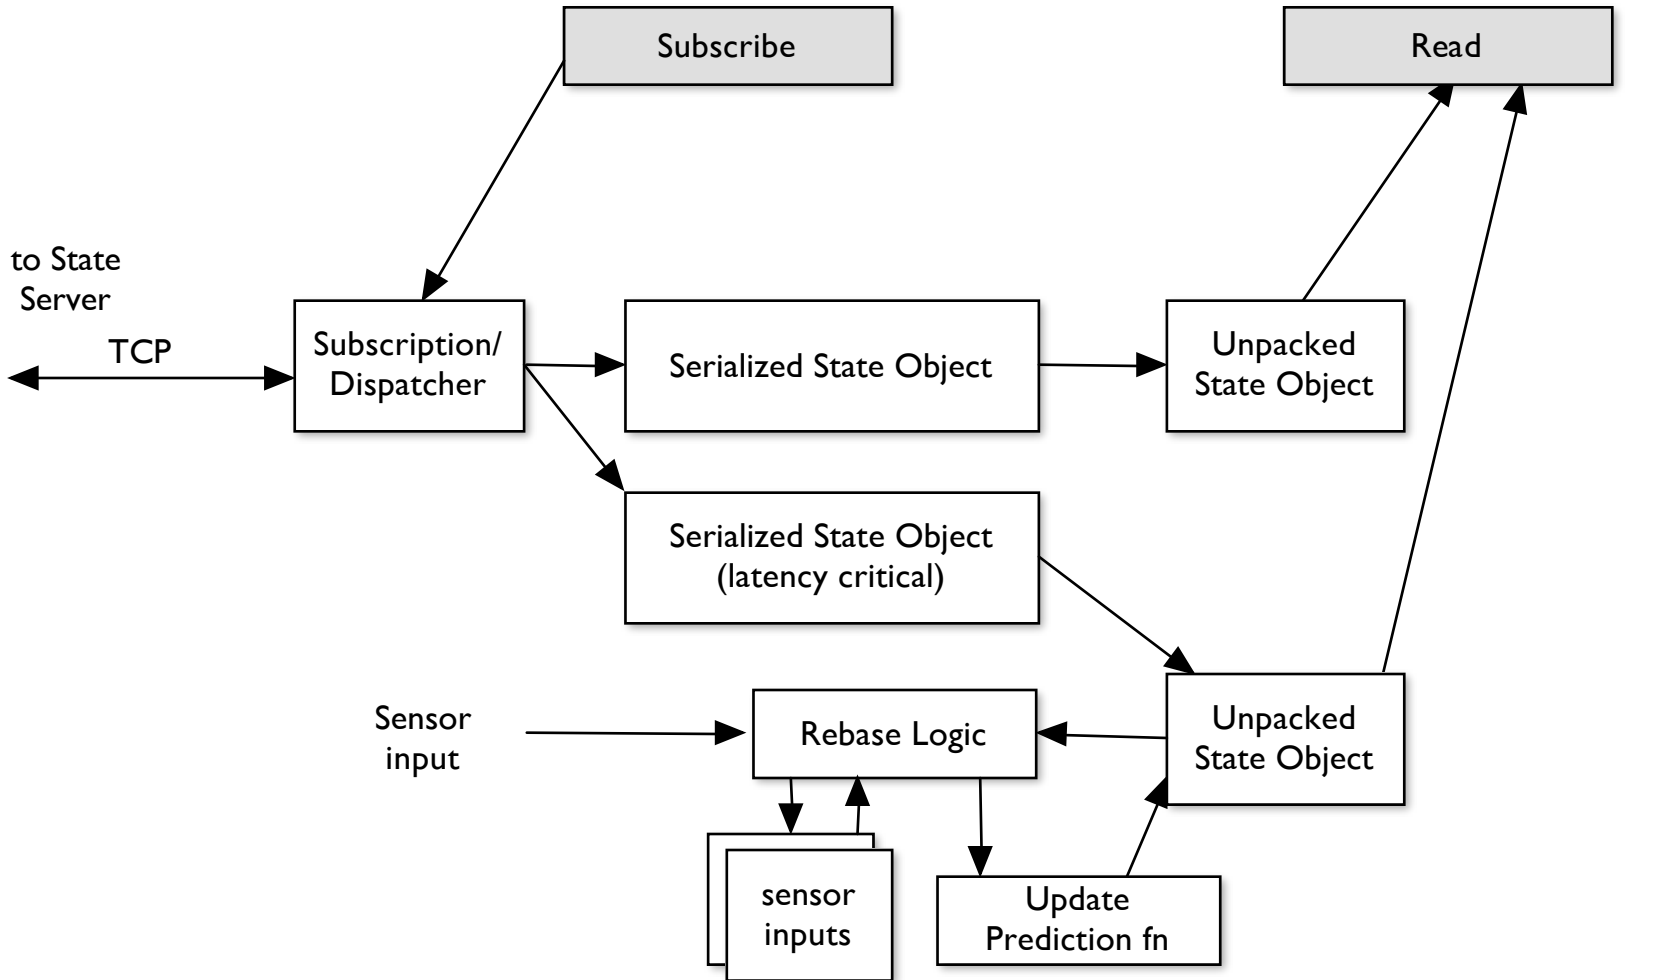 Subscribe
Read
to State
Server
TCP
Subscription/
Dispatcher
Serialized State Object
Unpacked
State Object
Serialized State Object
(latency critical)
Sensor
input
Rebase Logic
Unpacked
State Object
sensor
inputs
Update
Prediction fn